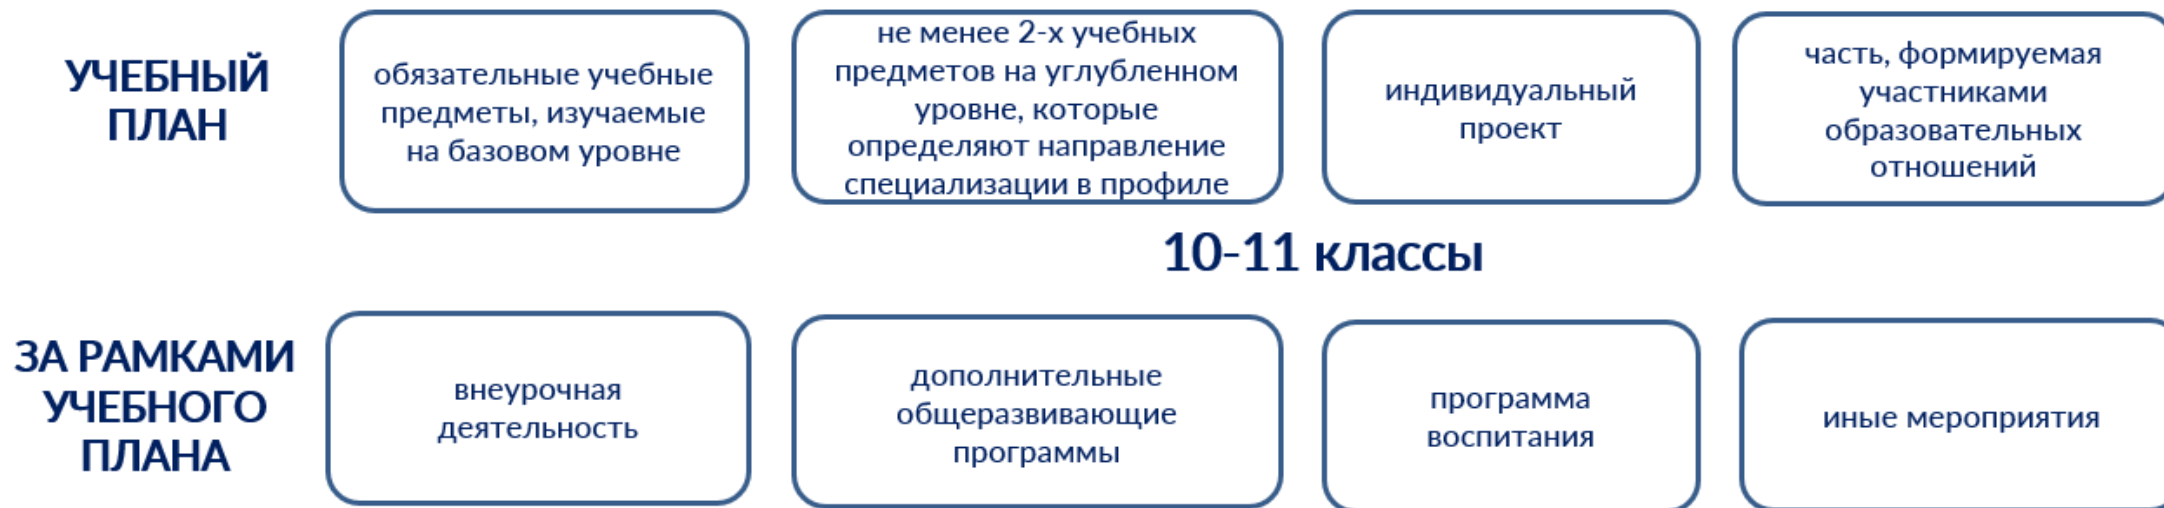 УЧЕБНЫЙ
ПЛАН
обязательные учебные
предметы, изучаемые
на базовом уровне
не менее 2-х учебных
предметов на углубленном
уровне, которые
определяют направление
специализации в профиле
индивидуальный
проект
часть, формируемая
участниками
образовательных
отношений
10-11 классы
ЗА РАМКАМИ
УЧЕБНОГО
ПЛАНА
внеурочная
деятельность
дополнительные
общеразвивающие
программы
программа
воспитания
иные мероприятия